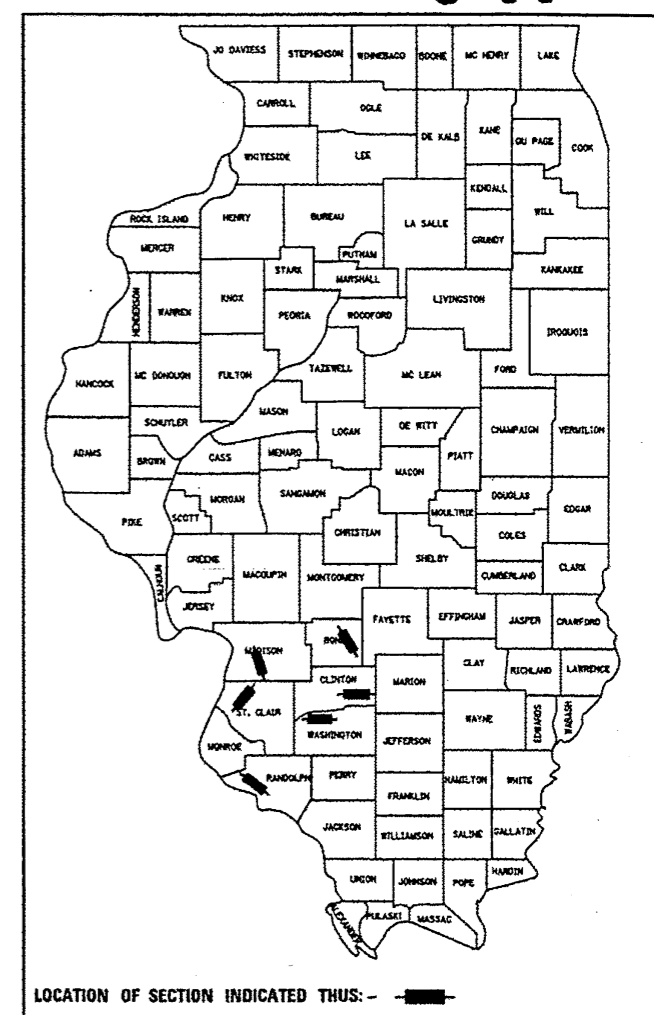 JO DAVIESS STEPHENSON WINNEBAGO BOONE MC HENRY LAKE
CARROLL OGLE DE KALB KANE DU PAGE COOK
WHITESIDE LEE
KENDALL WILL
ROCK ISLAND HENRY BUREAU LA SALLE GRUNDY
MERCER PUTNAM
STARK MARSHALL KANKAKEE
HENDERSON WARREN KNOX PEORIA WOODFORD LIVINGSTON IROQUOIS
HANCOCK MC DONOUGH FULTON TAZEWELL MC LEAN FORD
MASON
SCHUYLER LOGAN DE WITT CHAMPAIGN VERMILION
ADAMS BROWN CASS MENARD MACON PIATT
PIKE SCOTT MORGAN SANGAMON MOULTRIE DOUGLAS EDGAR
CHRISTIAN COLES
GREENE SHELBY
CALHOUN MACOUPIN MONTGOMERY CUMBERLAND CLARK
JERSEY FAYETTE EFFINGHAM JASPER CRAWFORD
MADISON BOND
CLINTON MARION CLAY RICHLAND LAWRENCE
ST. CLAIR WAYNE EDWARDS WABASH
MONROE WASHINGTON JEFFERSON
RANDOLPH PERRY HAMILTON WHITE
FRANKLIN
JACKSON WILLIAMSON SALINE GALLATIN
UNION JOHNSON POPE HARDIN
ALEXANDER PULASKI MASSAC
LOCATION OF SECTION INDICATED THUS:-